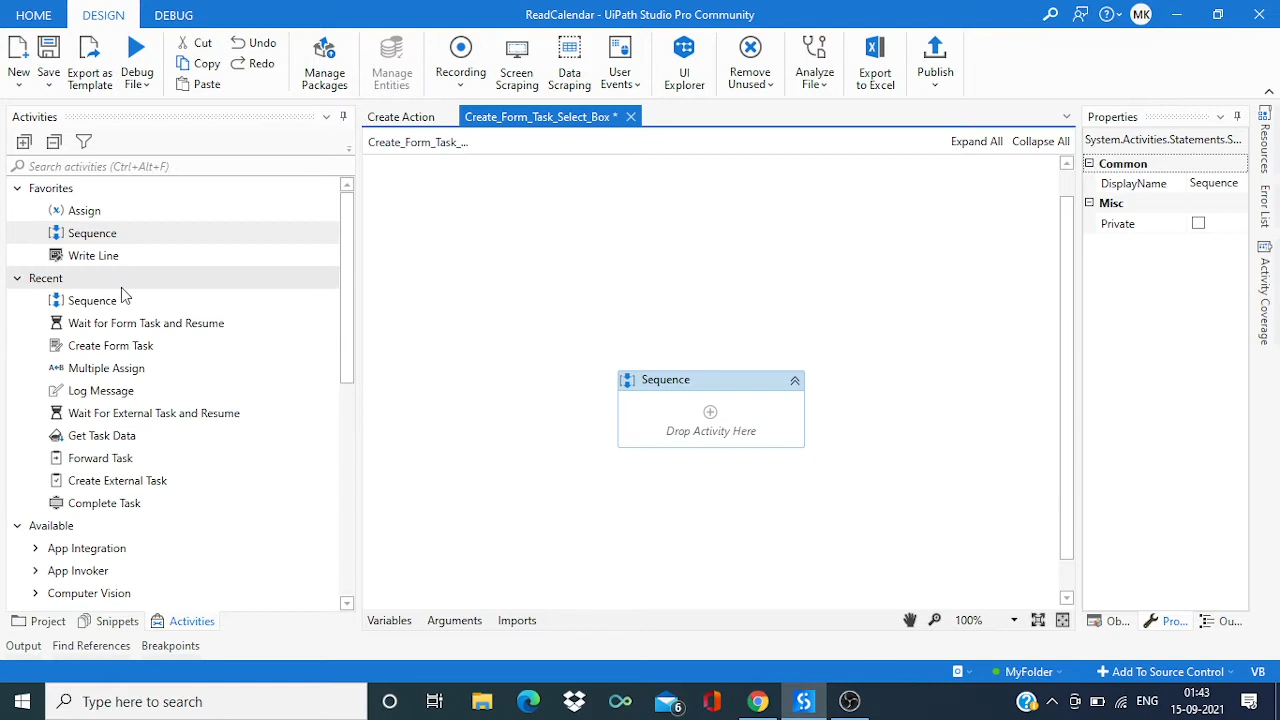 HOME DESIGN DEBUG ReadCalendar - UiPath Studio Pro Community MK
New Save Export as Template Debug File Cut Copy Paste Undo Redo Manage Packages Manage Entities Recording Screen Scraping Data Scraping User Events UI Explorer Remove Unused Analyze File Export to Excel Publish
Activities
Search activities (Ctrl+Alt+F)
Favorites
Assign
Sequence
Write Line
Recent
Sequence
Wait for Form Task and Resume
Create Form Task
A+B Multiple Assign
Log Message
Wait For External Task and Resume
Get Task Data
Forward Task
Create External Task
Complete Task
Available
App Integration
App Invoker
Computer Vision
Project Snippets Activities
Create Action Create_Form_Task_Select_Box *
Create_Form_Task_... Expand All Collapse All
Sequence
Drop Activity Here
Variables Arguments Imports 100%
Properties
System.Activities.Statements.S...
Common
DisplayName Sequence
Misc
Private
Ob... Pro... Ou...
Resources
Error List
Activity Coverage
Output Find References Breakpoints
MyFolder Add To Source Control VB
Type here to search 6 ENG 01:43
15-09-2021